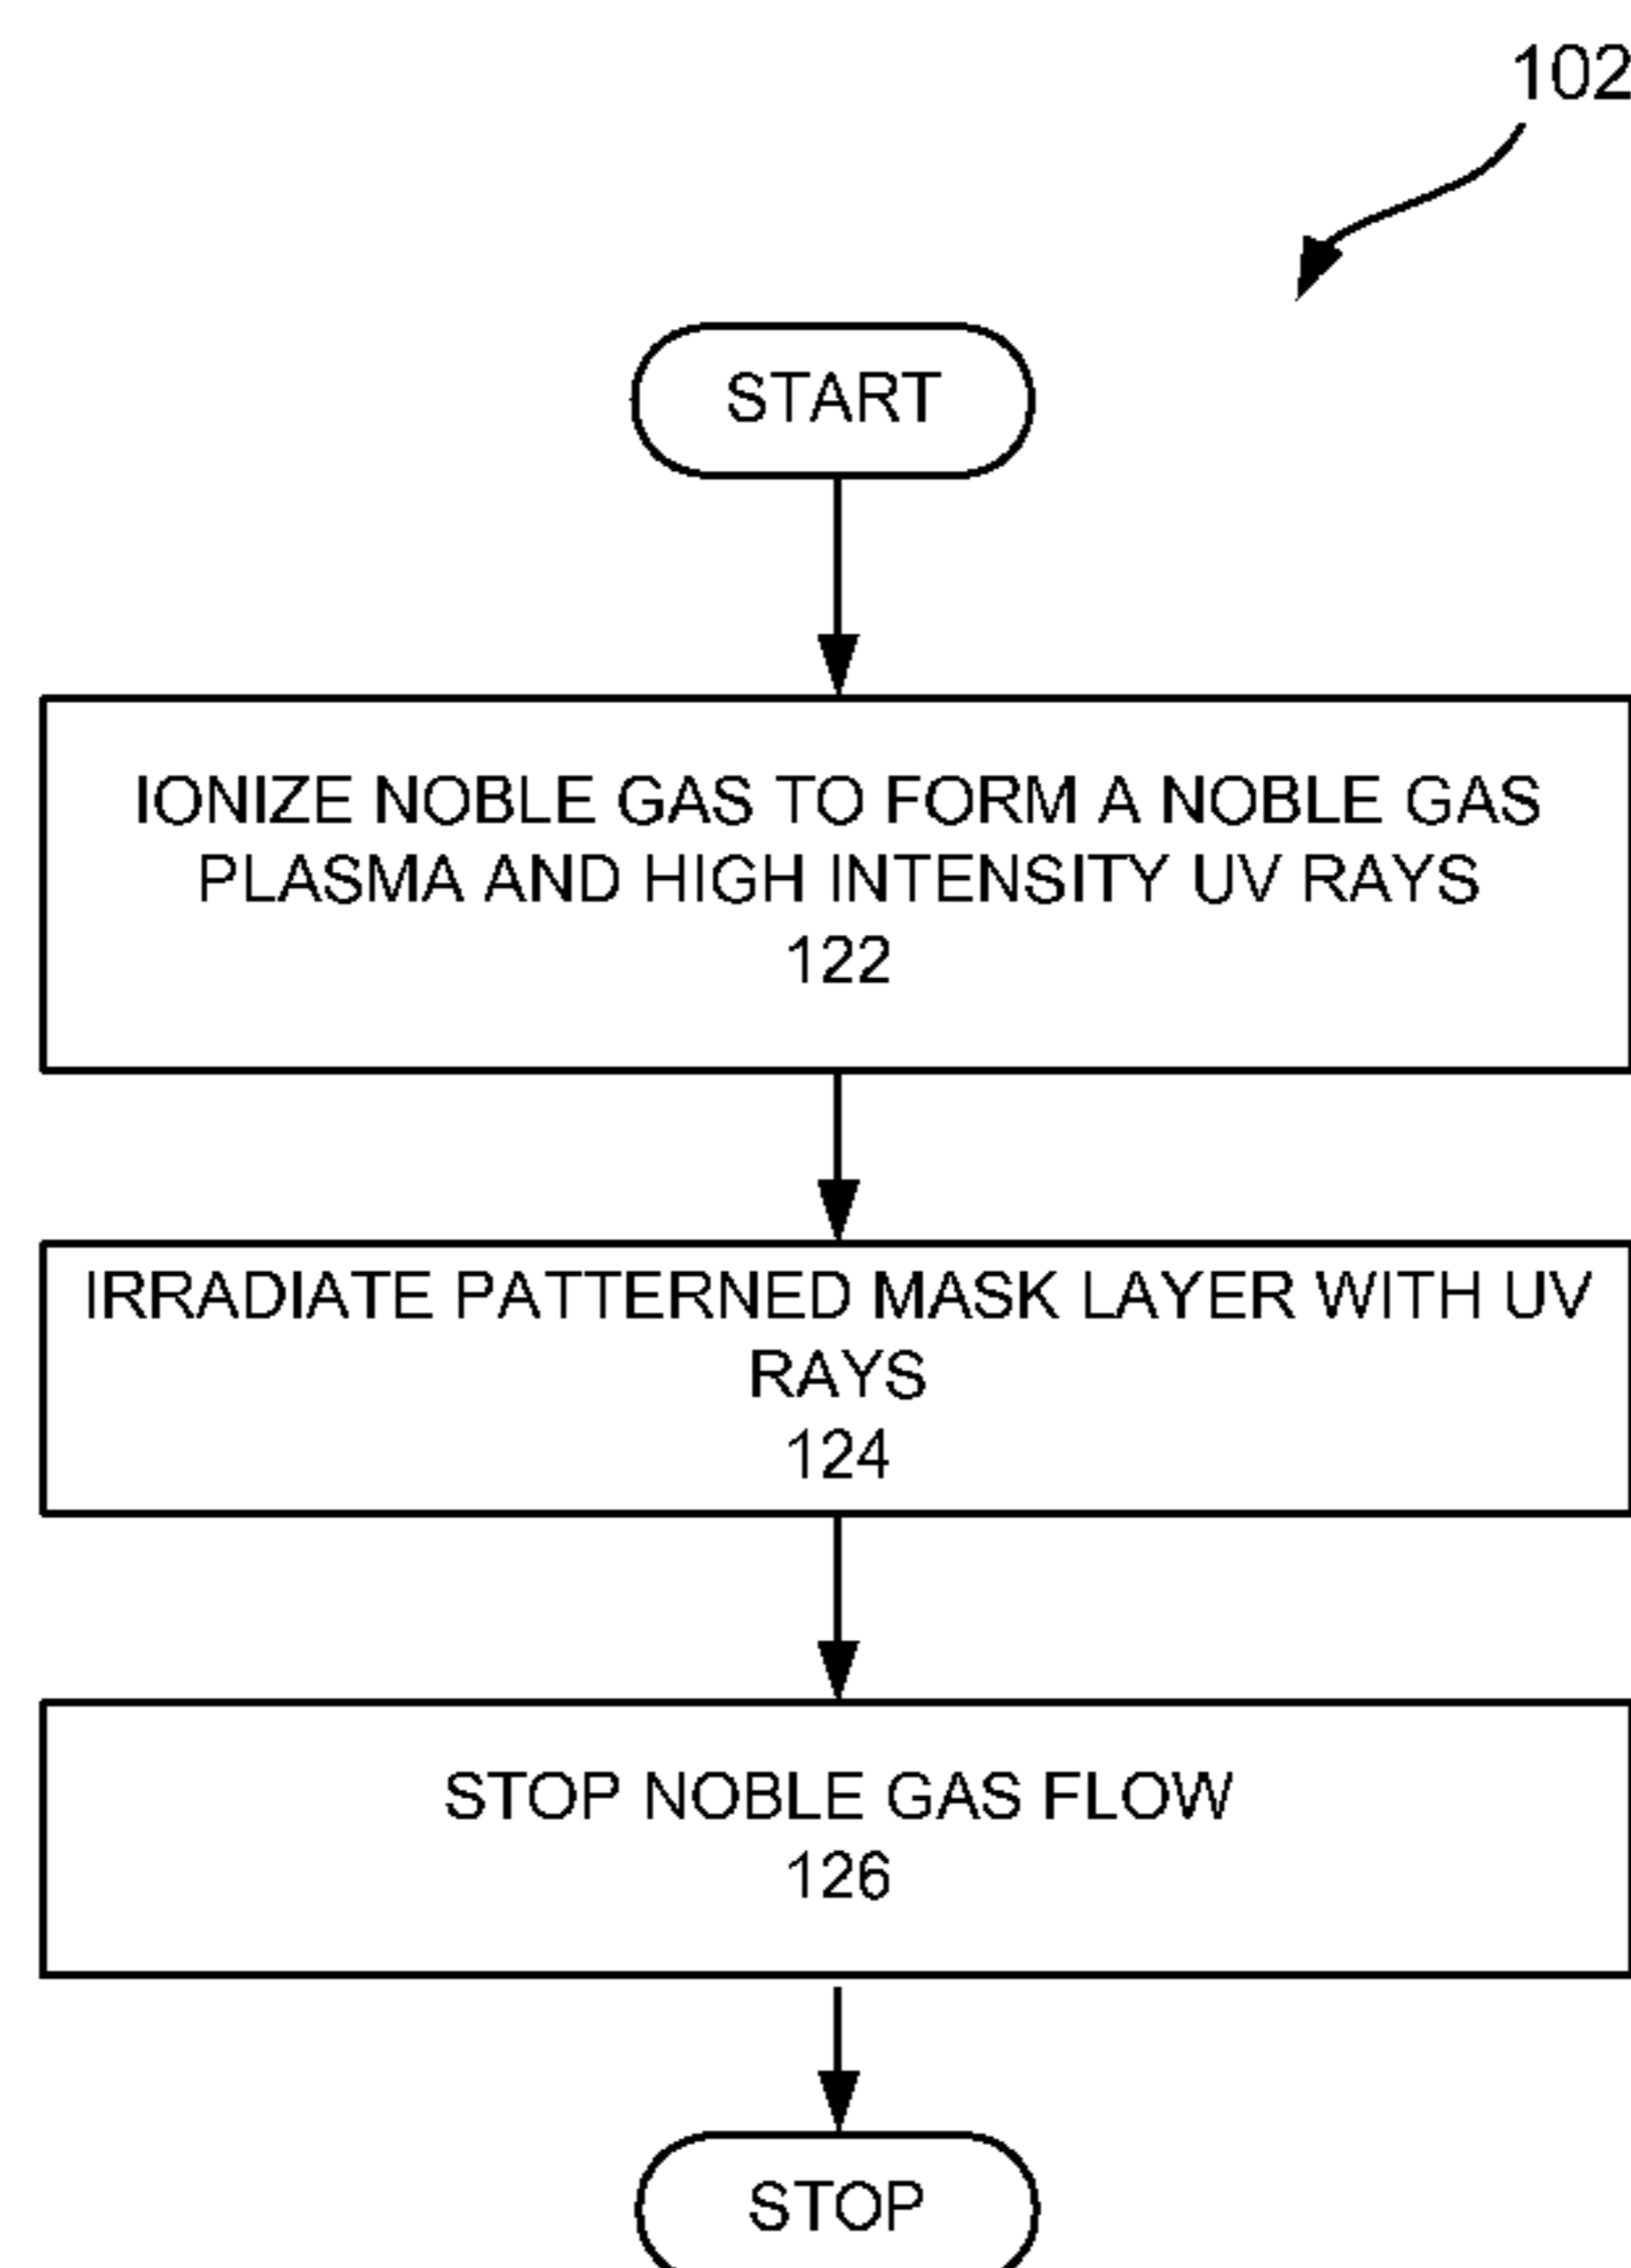 102
START
IONIZE NOBLE GAS TO FORM A NOBLE GAS
PLASMA AND HIGH INTENSITY UV RAYS
122
IRRADIATE PATTERNED MASK LAYER WITH UV
RAYS
124
STOP NOBLE GAS FLOW
126
STOP